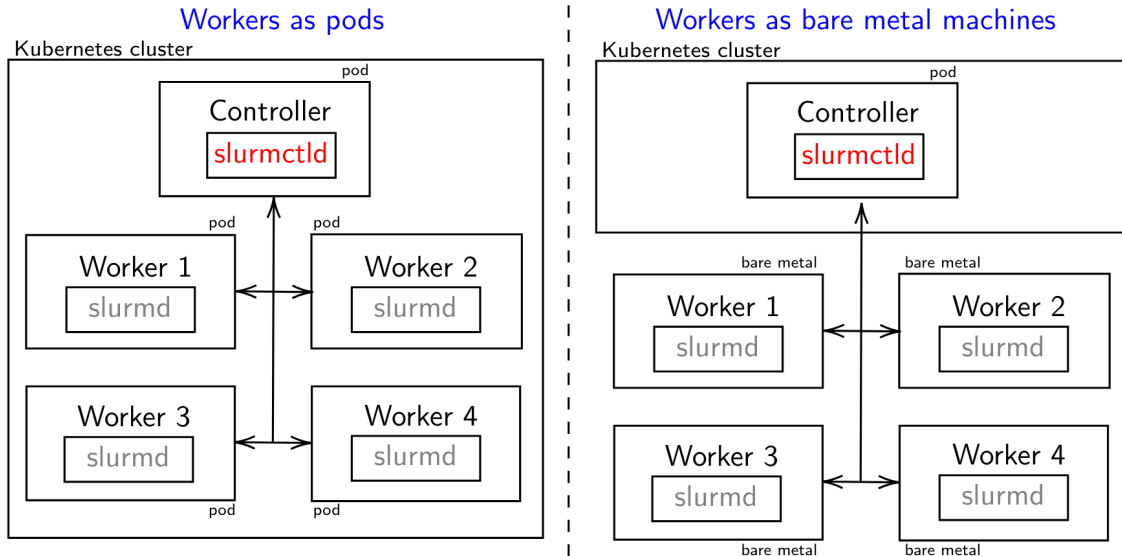 Workers as pods
Kubernetes cluster
pod
Controller
slurmctld
pod
pod
Worker 1
slurmd
Worker 2
slurmd
Worker 3
slurmd
Worker 4
slurmd
pod
pod
Workers as bare metal machines
Kubernetes cluster
pod
Controller
slurmctld
bare metal
bare metal
Worker 1
slurmd
Worker 2
slurmd
Worker 3
slurmd
Worker 4
slurmd
bare metal
bare metal